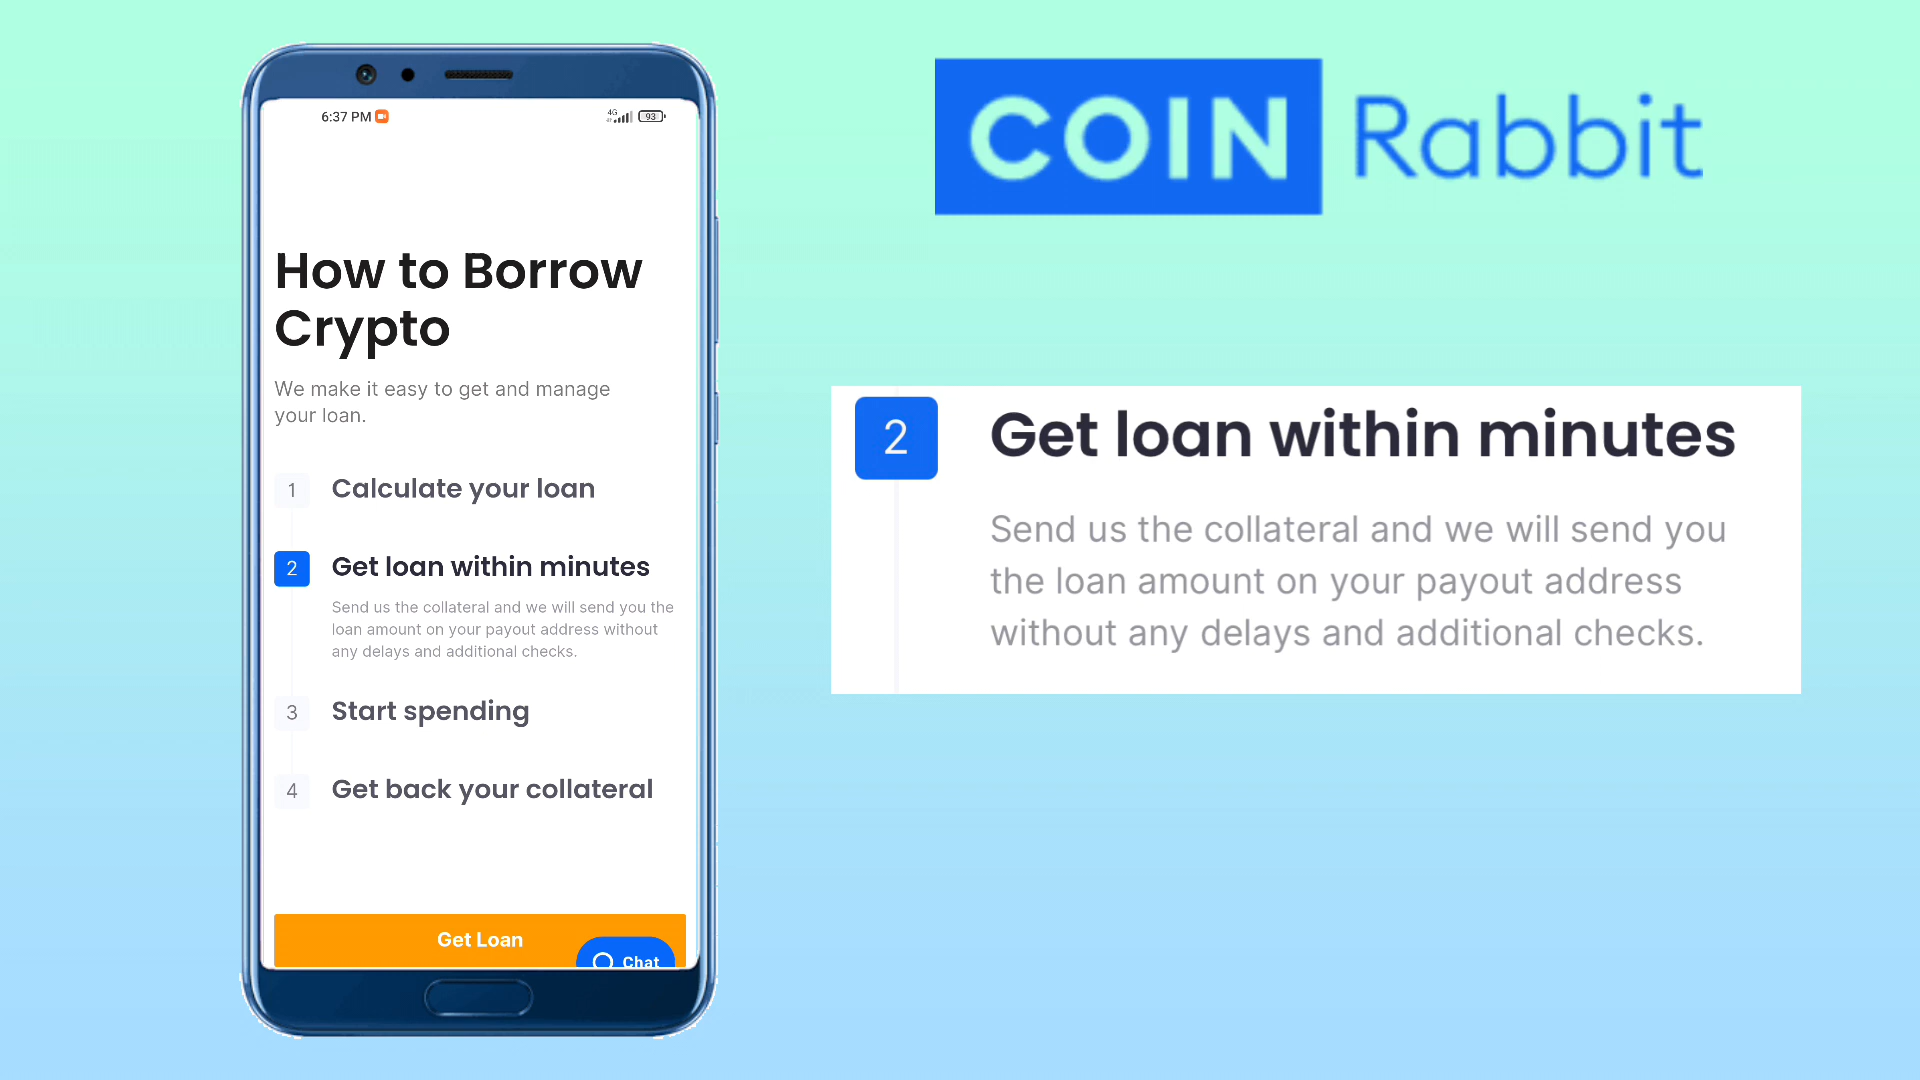 6:37 PM
4G
93
How to Borrow
Crypto
We make it easy to get and manage
your loan.
1
Calculate your loan
2
Get loan within minutes
Send us the collateral and we will send you the
loan amount on your payout address without
any delays and additional checks.
3
Start spending
4
Get back your collateral
Get Loan
Chat
COIN Rabbit
2
Get loan within minutes
Send us the collateral and we will send you
the loan amount on your payout address
without any delays and additional checks.